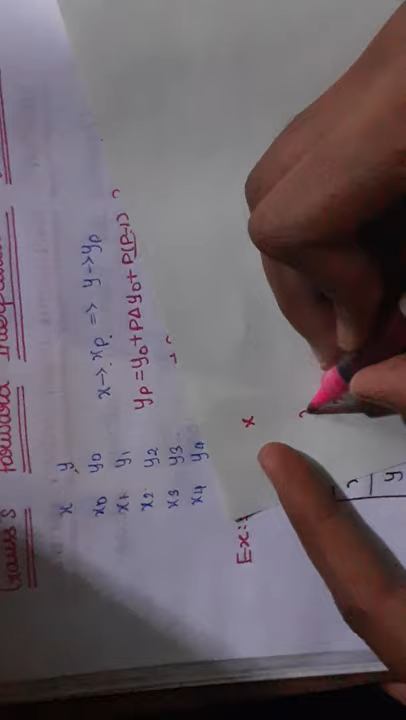 Gauss's Forward
x y
x0 y0 x → xp => y → yp
x1 y1
yp = y0 + PΔy0 + P(P-1)
x2 y2
x3 y3
x4 y4
Ex:-
x
y